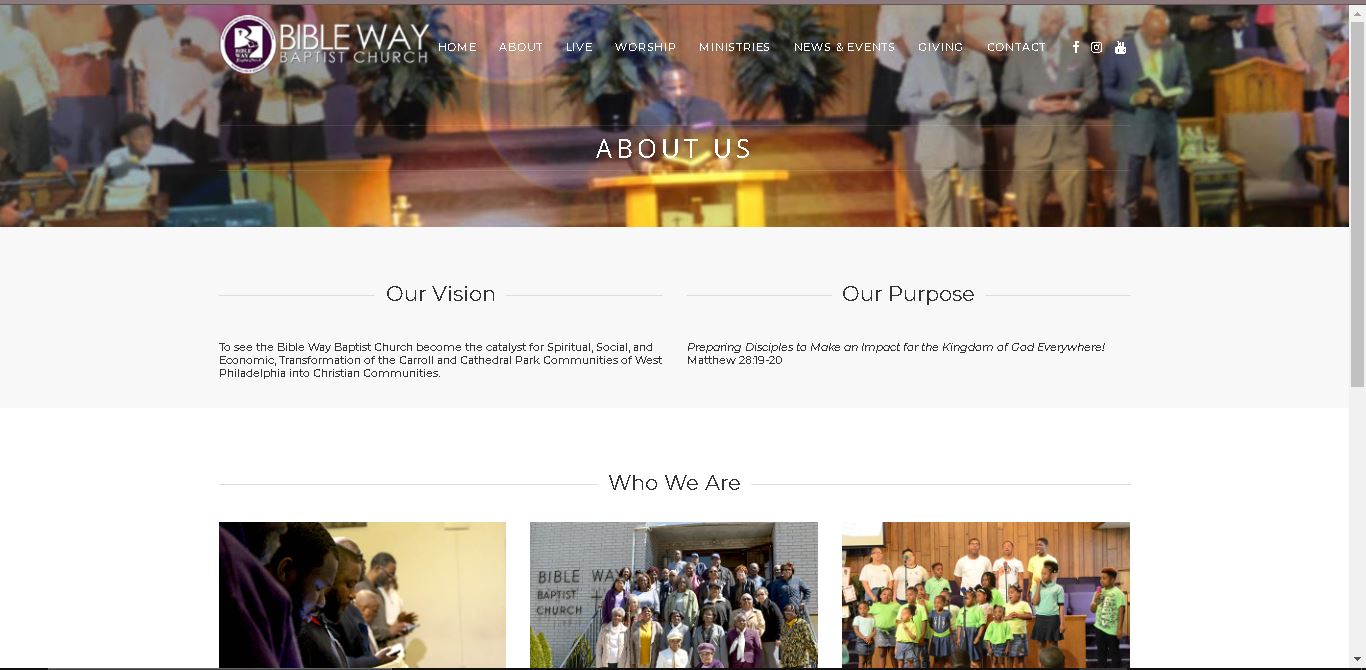 BIBLE WAY
BAPTIST CHURCH
HOME ABOUT LIVE WORSHIP MINISTRIES NEWS & EVENTS GIVING CONTACT
ABOUT US
Our Vision
To see the Bible Way Baptist Church become the catalyst for Spiritual, Social, and
Economic, Transformation of the Carroll and Cathedral Park Communities of West
Philadelphia into Christian Communities.
Our Purpose
Preparing Disciples to Make an Impact for the Kingdom of God Everywhere!
Matthew 28:19-20
Who We Are
BIBLE WAY
BAPTIST
CHURCH